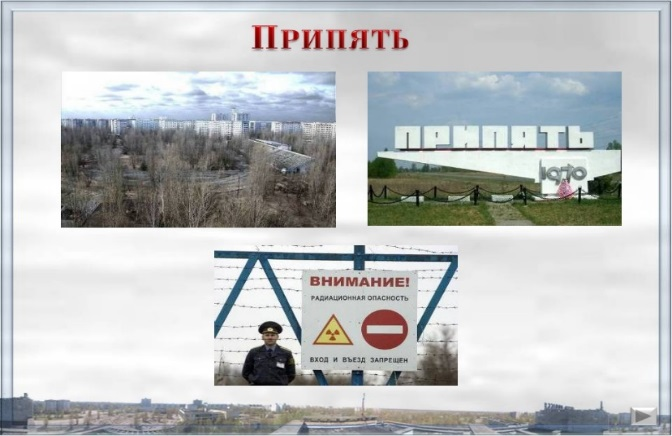 Припять
ПРИПЯТЬ
1970
ВНИМАНИЕ!
РАДИАЦИОННАЯ ОПАСНОСТЬ
ВХОД И ВЪЕЗД ЗАПРЕЩЕН